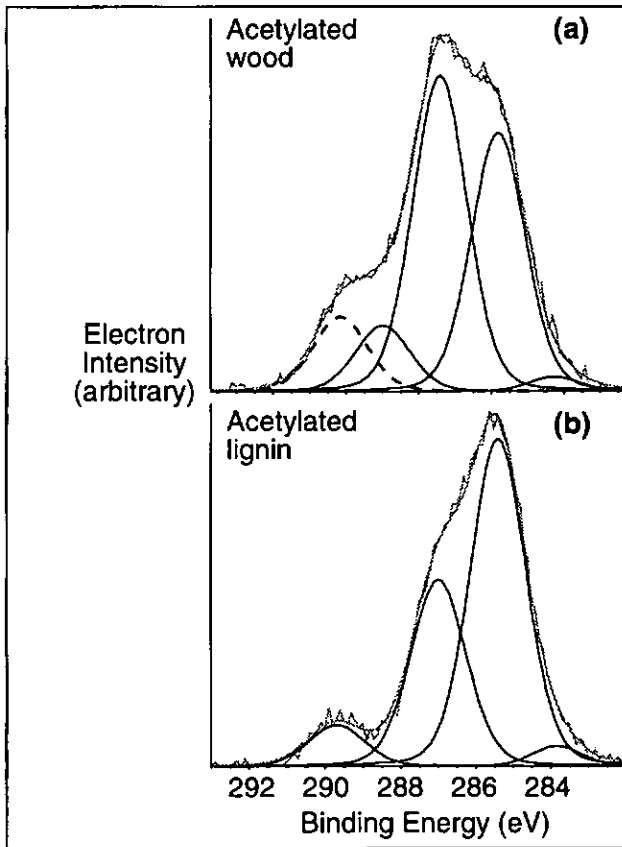 Acetylated
wood
(a)
Electron
Intensity
(arbitrary)
Acetylated
lignin
(b)
292 290 288 286 284
Binding Energy (eV)